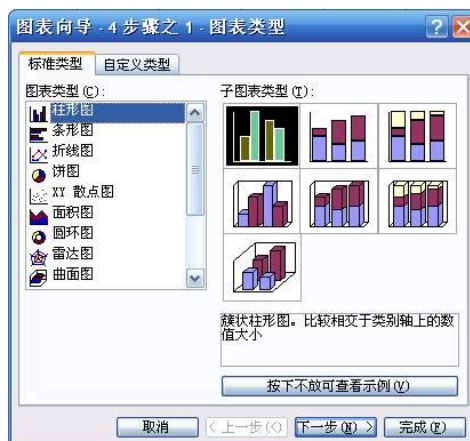 图表向导 - 4 步骤之 1 - 图表类型
标准类型 自定义类型
图表类型(C):
柱形图
条形图
折线图
饼图
XY 散点图
面积图
圆环图
雷达图
曲面图
子图表类型(T):
簇状柱形图。比较相交于类别轴上的数
值大小
按下不放可查看示例(V)
取消 < 上一步(<) 下一步(N) > 完成(F)